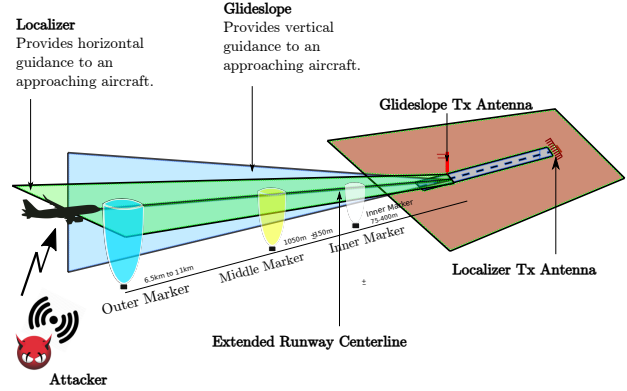 Localizer
Provides horizontal
guidance to an
approaching aircraft.
Glideslope
Provides vertical
guidance to an
approaching aircraft.
Glideslope Tx Antenna
Inner Marker
75-400m
1050m ±150m
Inner Marker
6.5km to 11km
Middle Marker
Outer Marker
±
Localizer Tx Antenna
Extended Runway Centerline
Attacker